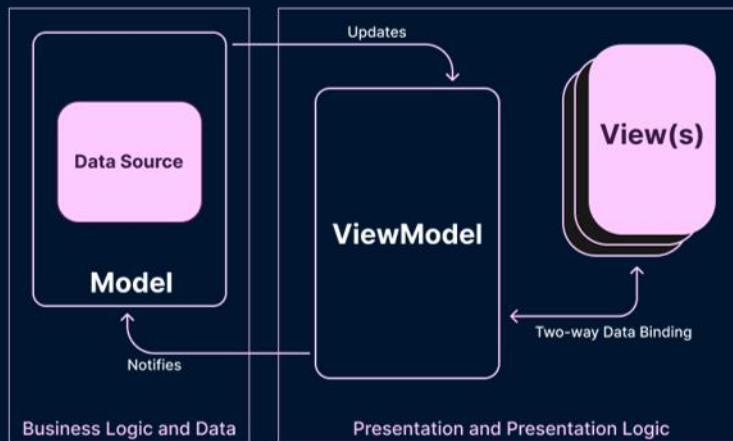 Updates
Data Source
View(s)
ViewModel
Model
Two-way Data Binding
Notifies
Business Logic and Data
Presentation and Presentation Logic